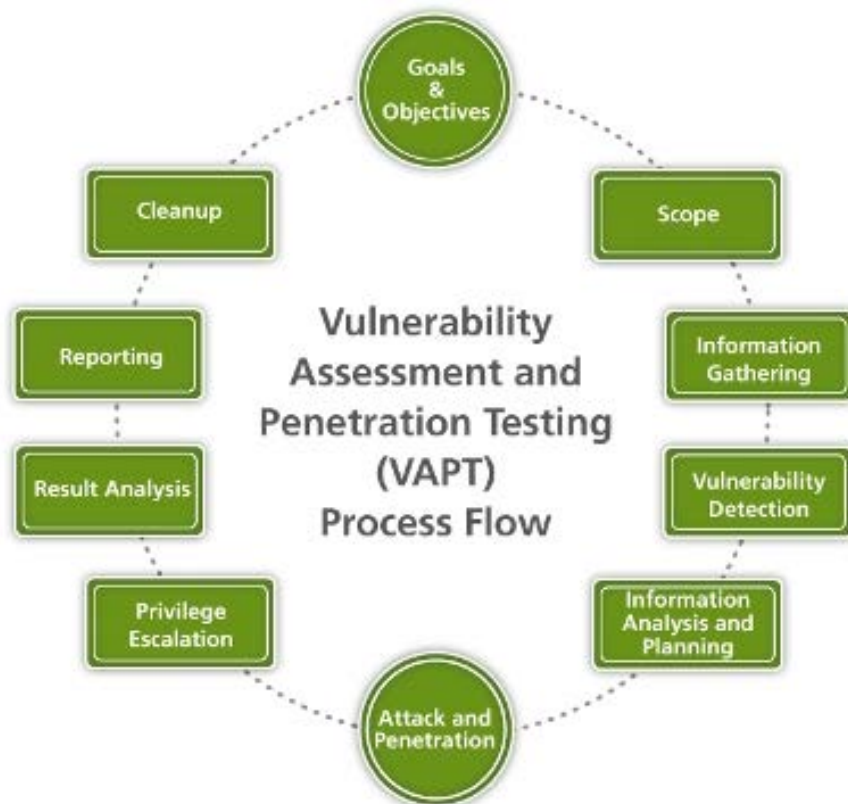 Goals
&
Objectives
Scope
Information
Gathering
Vulnerability
Detection
Information
Analysis and
Planning
Attack and
Penetration
Privilege
Escalation
Result Analysis
Reporting
Cleanup
Vulnerability
Assessment and
Penetration Testing
(VAPT)
Process Flow